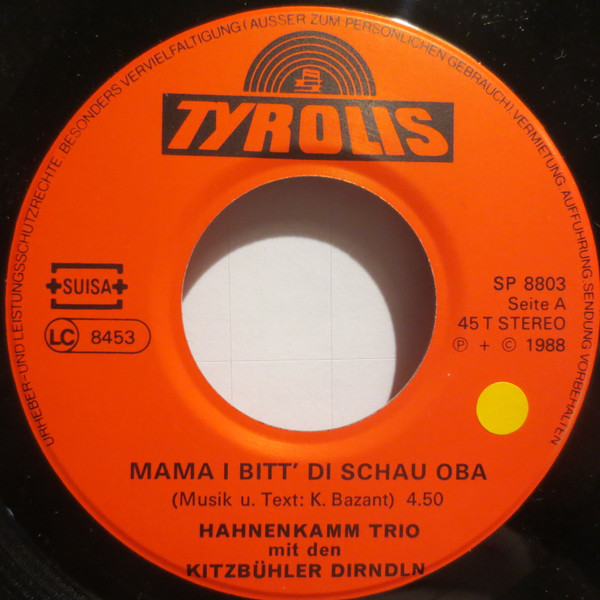 URHEBER-UND LEISTUNGSSCHUTZRECHTE BESONDERS VERVIELFÄLTIGUNG (AUSSER ZUM PERSÖNLICHEN GEBRAUCH), VERMIETUNG AUFFÜHRUNG, SENDUNG VORBEHALTEN
TYROLIS
SUISA
LC 8453
SP 8803
Seite A
45 T STEREO
℗ + © 1988
MAMA I BITT' DI SCHAU OBA
(Musik u. Text: K. Bazant) 4.50
HAHNENKAMM TRIO
mit den
KITZBÜHLER DIRNDLN